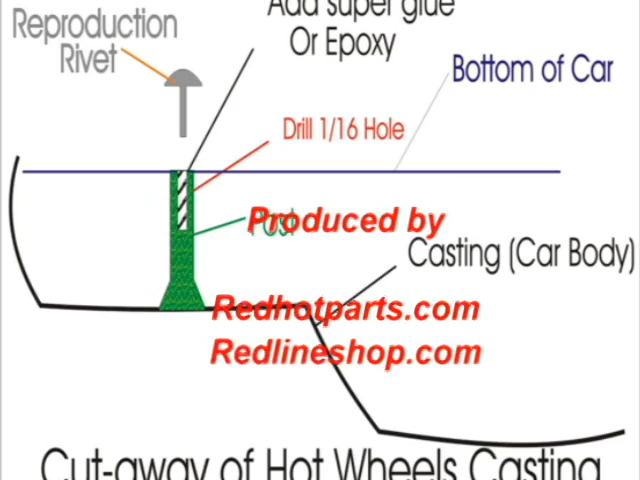 Reproduction
Rivet
Add super glue
Or Epoxy
Bottom of Car
Drill 1/16 Hole
Post
Produced by
Casting (Car Body)
Redhotparts.com
Redlineshop.com
Cut-away of Hot Wheels Casting